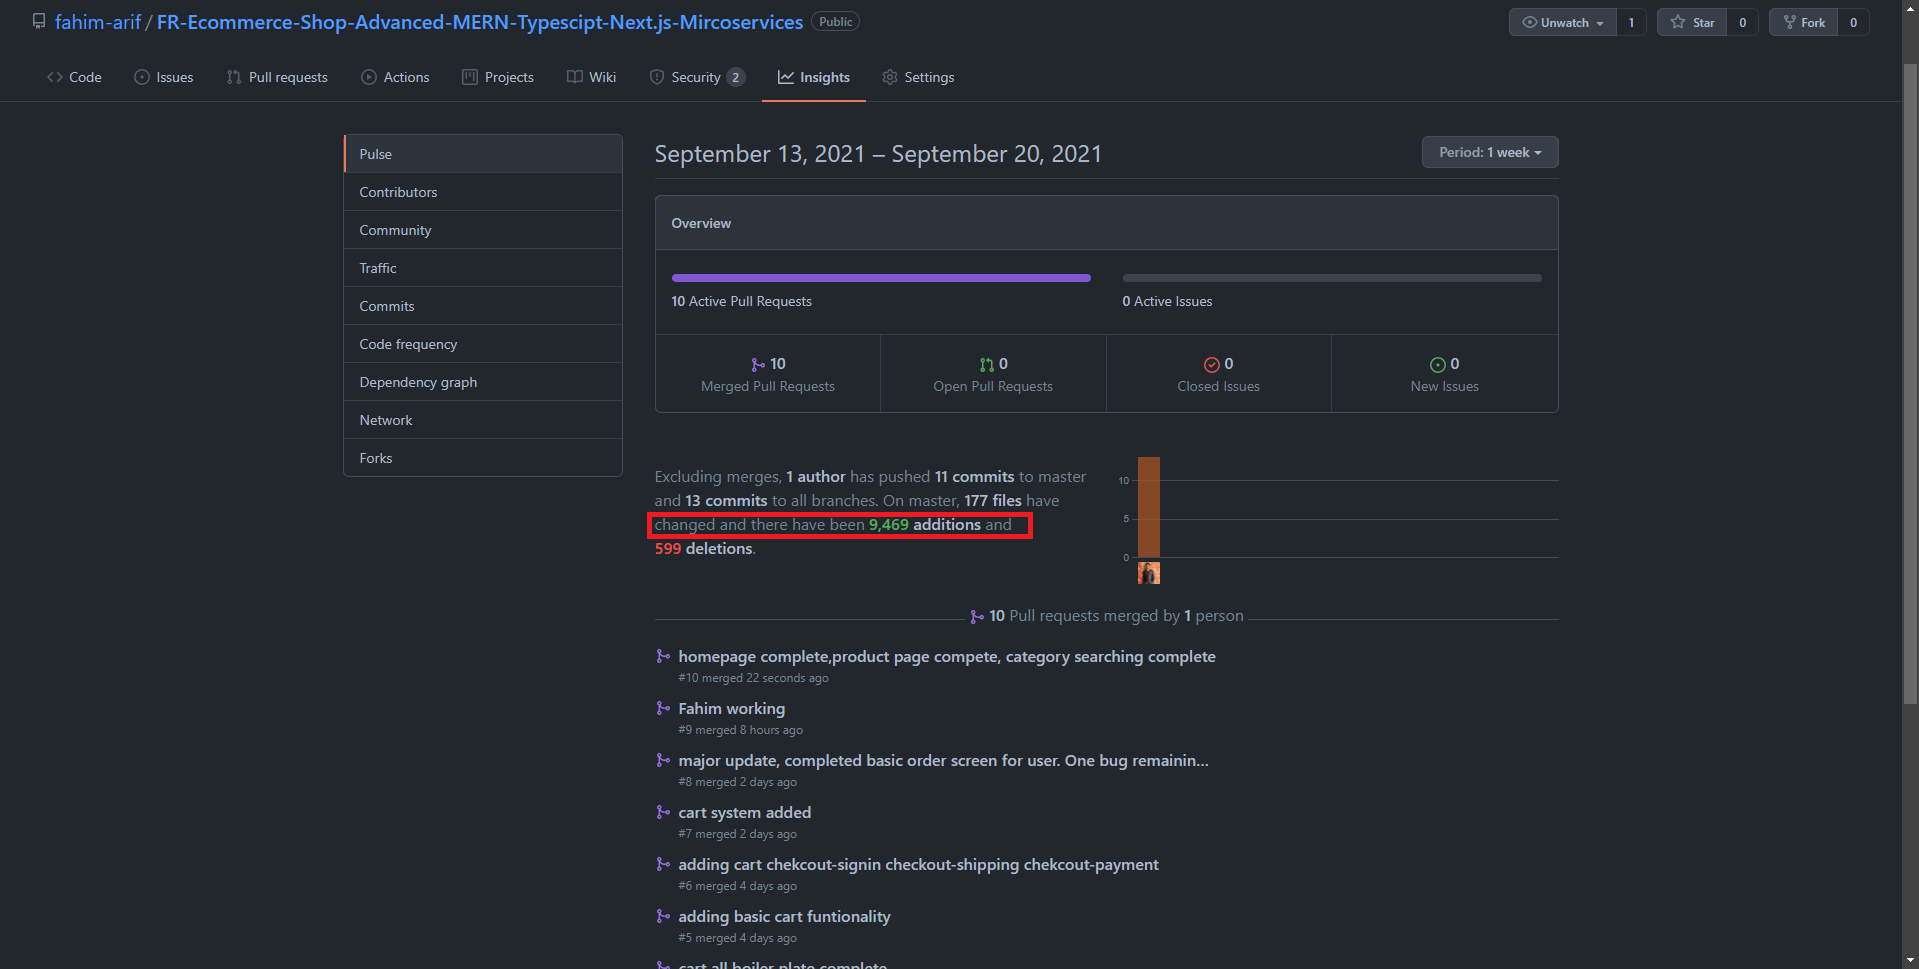 fahim-arif / FR-Ecommerce-Shop-Advanced-MERN-Typescipt-Next.js-Mircoservices Public
Unwatch 1 Star 0 Fork 0
Code Issues Pull requests Actions Projects Wiki Security 2 Insights Settings
Pulse
Contributors
Community
Traffic
Commits
Code frequency
Dependency graph
Network
Forks
September 13, 2021 – September 20, 2021
Period: 1 week
Overview
10 Active Pull Requests
0 Active Issues
10
Merged Pull Requests
0
Open Pull Requests
0
Closed Issues
0
New Issues
Excluding merges, 1 author has pushed 11 commits to master
and 13 commits to all branches. On master, 177 files have
changed and there have been 9,469 additions and
599 deletions.
10
5
0
10 Pull requests merged by 1 person
homepage complete,product page compete, category searching complete
#10 merged 22 seconds ago
Fahim working
#9 merged 8 hours ago
major update, completed basic order screen for user. One bug remainin...
#8 merged 2 days ago
cart system added
#7 merged 2 days ago
adding cart chekcout-signin checkout-shipping chekcout-payment
#6 merged 4 days ago
adding basic cart funtionality
#5 merged 4 days ago
cart all boiler plate complete